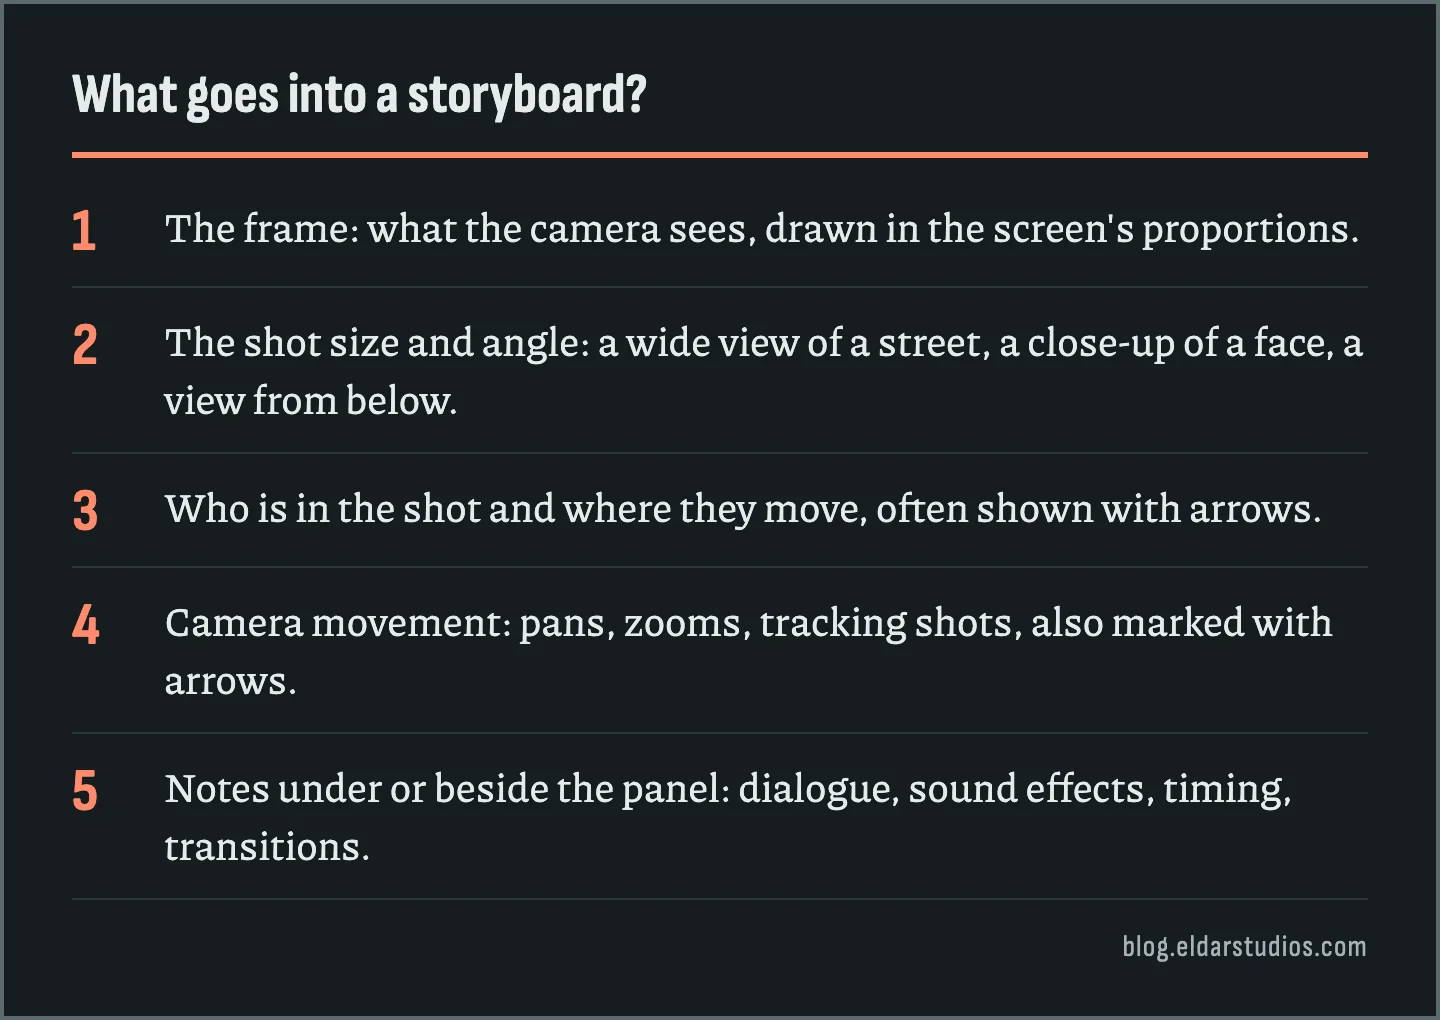 What goes into a storyboard?
1 The frame: what the camera sees, drawn in the screen's proportions.
2 The shot size and angle: a wide view of a street, a close-up of a face, a
view from below.
3 Who is in the shot and where they move, often shown with arrows.
4 Camera movement: pans, zooms, tracking shots, also marked with
arrows.
5 Notes under or beside the panel: dialogue, sound effects, timing,
transitions.
blog.eldarstudios.com